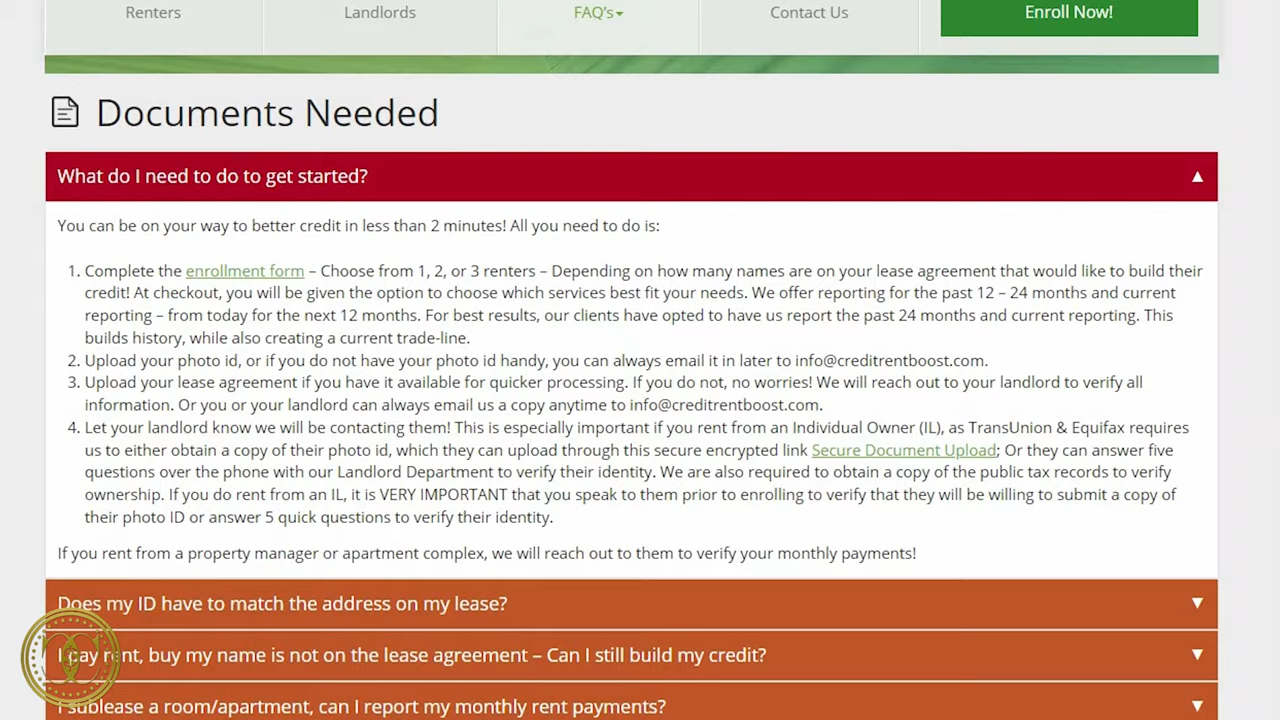 Renters
Landlords
FAQ's
Contact Us
Enroll Now!
Documents Needed
What do I need to do to get started?
You can be on your way to better credit in less than 2 minutes! All you need to do is:
1. Complete the enrollment form – Choose from 1, 2, or 3 renters – Depending on how many names are on your lease agreement that would like to build their
credit! At checkout, you will be given the option to choose which services best fit your needs. We offer reporting for the past 12 – 24 months and current
reporting – from today for the next 12 months. For best results, our clients have opted to have us report the past 24 months and current reporting. This
builds history, while also creating a current trade-line.
2. Upload your photo id, or if you do not have your photo id handy, you can always email it in later to info@creditrentboost.com.
3. Upload your lease agreement if you have it available for quicker processing. If you do not, no worries! We will reach out to your landlord to verify all
information. Or you or your landlord can always email us a copy anytime to info@creditrentboost.com.
4. Let your landlord know we will be contacting them! This is especially important if you rent from an Individual Owner (IL), as TransUnion & Equifax requires
us to either obtain a copy of their photo id, which they can upload through this secure encrypted link Secure Document Upload; Or they can answer five
questions over the phone with our Landlord Department to verify their identity. We are also required to obtain a copy of the public tax records to verify
ownership. If you do rent from an IL, it is VERY IMPORTANT that you speak to them prior to enrolling to verify that they will be willing to submit a copy of
their photo ID or answer 5 quick questions to verify their identity.
If you rent from a property manager or apartment complex, we will reach out to them to verify your monthly payments!
Does my ID have to match the address on my lease?
I pay rent, buy my name is not on the lease agreement – Can I still build my credit?
I sublease a room/apartment, can I report my monthly rent payments?